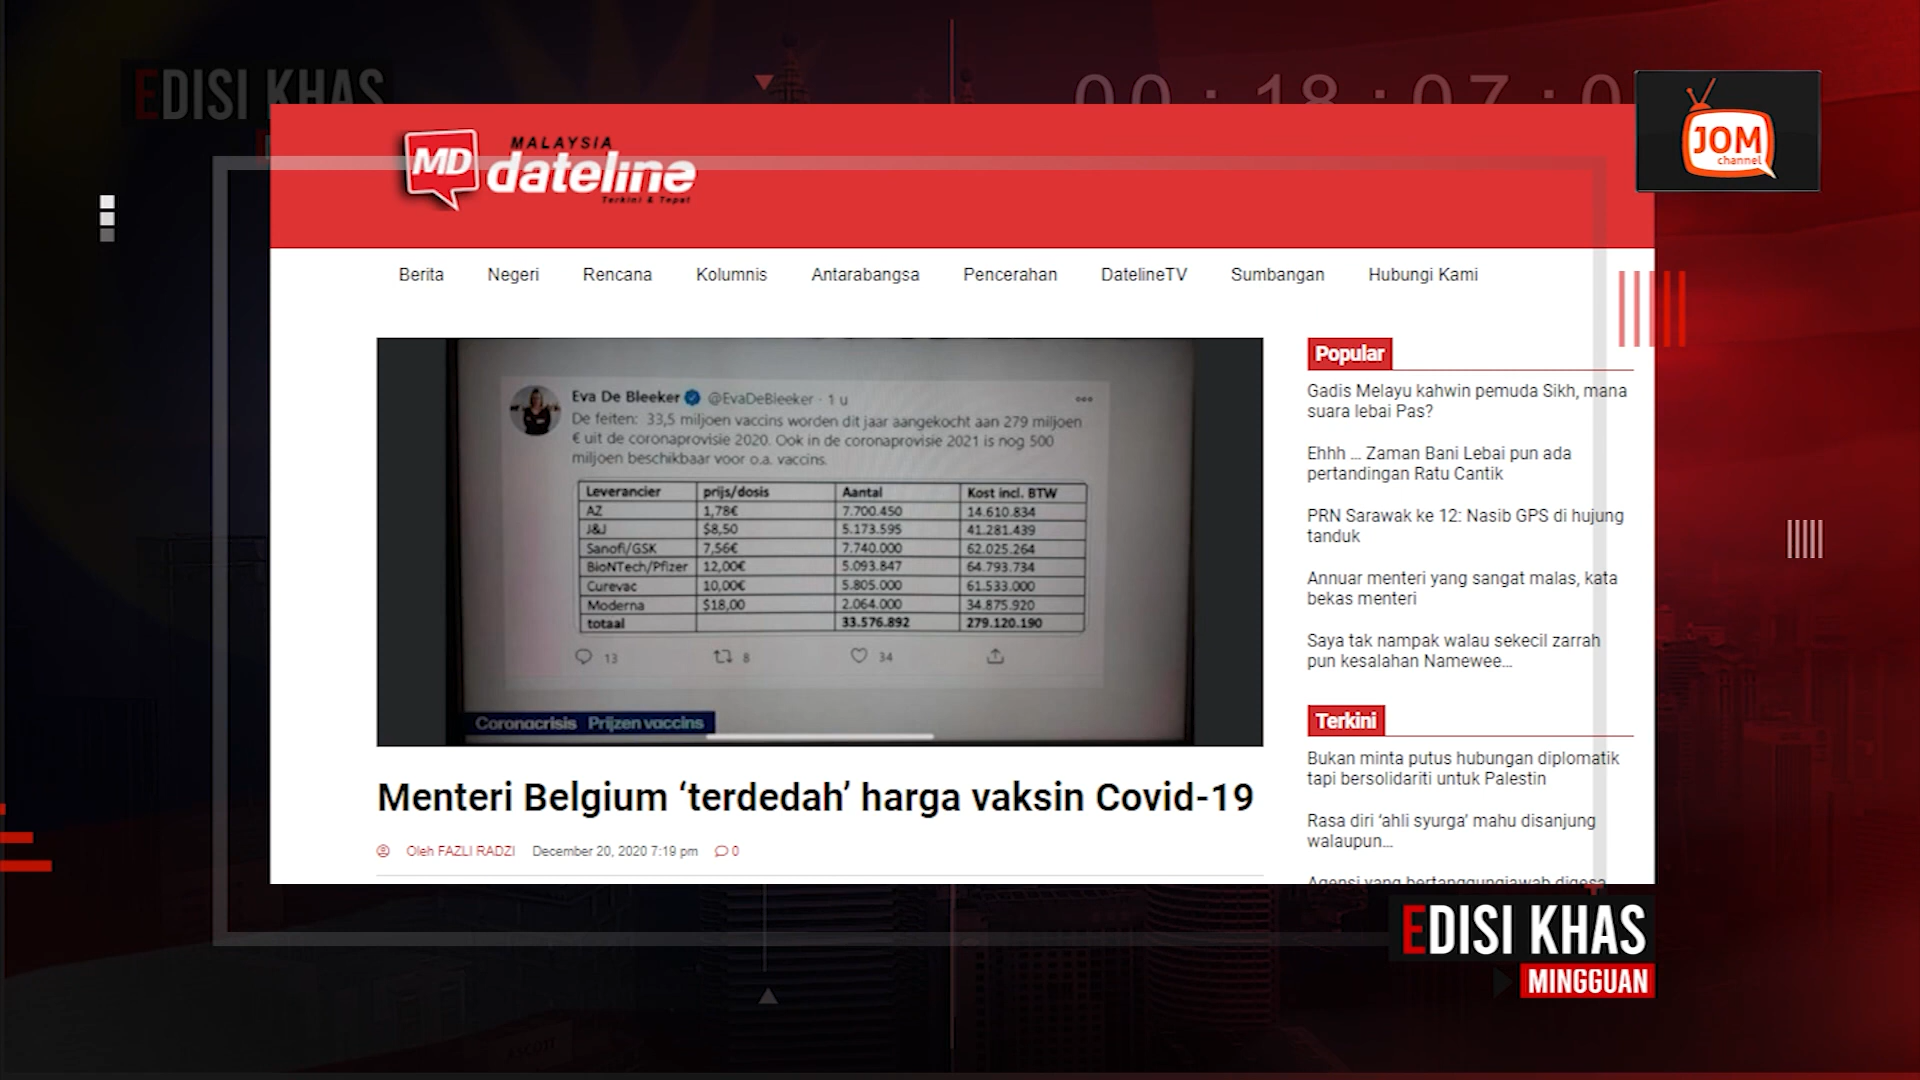 EDISI KHAS
00:18:07:0
JOM
channel
MD
MALAYSIA
dateline
Terkini & Tepat
Berita Negeri Rencana Kolumnis Antarabangsa Pencerahan DatelineTV Sumbangan Hubungi Kami
Eva De Bleeker @EvaDeBleeker · 1 u
De feiten: 33,5 miljoen vaccins worden dit jaar aangekocht aan 279 miljoen
€ uit de coronaprovisie 2020. Ook in de coronaprovisie 2021 is nog 500
miljoen beschikbaar voor o.a. vaccins.
Leverancier prijs/dosis Aantal Kost incl. BTW
AZ 1,78€ 7.700.450 14.610.834
J&J $8,50 5.173.595 41.281.439
Sanofi/GSK 7,56€ 7.740.000 62.025.264
BioNTech/Pfizer 12,00€ 5.093.847 64.793.734
Curevac 10,00€ 5.805.000 61.533.000
Moderna $18,00 2.064.000 34.875.920
totaal 33.576.892 279.120.190
13 8 34
Coronacrisis Prijzen vaccins
Menteri Belgium ‘terdedah’ harga vaksin Covid-19
Oleh FAZLI RADZI December 20, 2020 7:19 pm 0
Popular
Gadis Melayu kahwin pemuda Sikh, mana
suara lebai Pas?
Ehhh ... Zaman Bani Lebai pun ada
pertandingan Ratu Cantik
PRN Sarawak ke 12: Nasib GPS di hujung
tanduk
Annuar menteri yang sangat malas, kata
bekas menteri
Saya tak nampak walau sekecil zarrah
pun kesalahan Namewee...
Terkini
Bukan minta putus hubungan diplomatik
tapi bersolidariti untuk Palestin
Rasa diri ‘ahli syurga’ mahu disanjung
walaupun...
Agensi yang bertanggungjawab digesa
EDISI KHAS
MINGGUAN